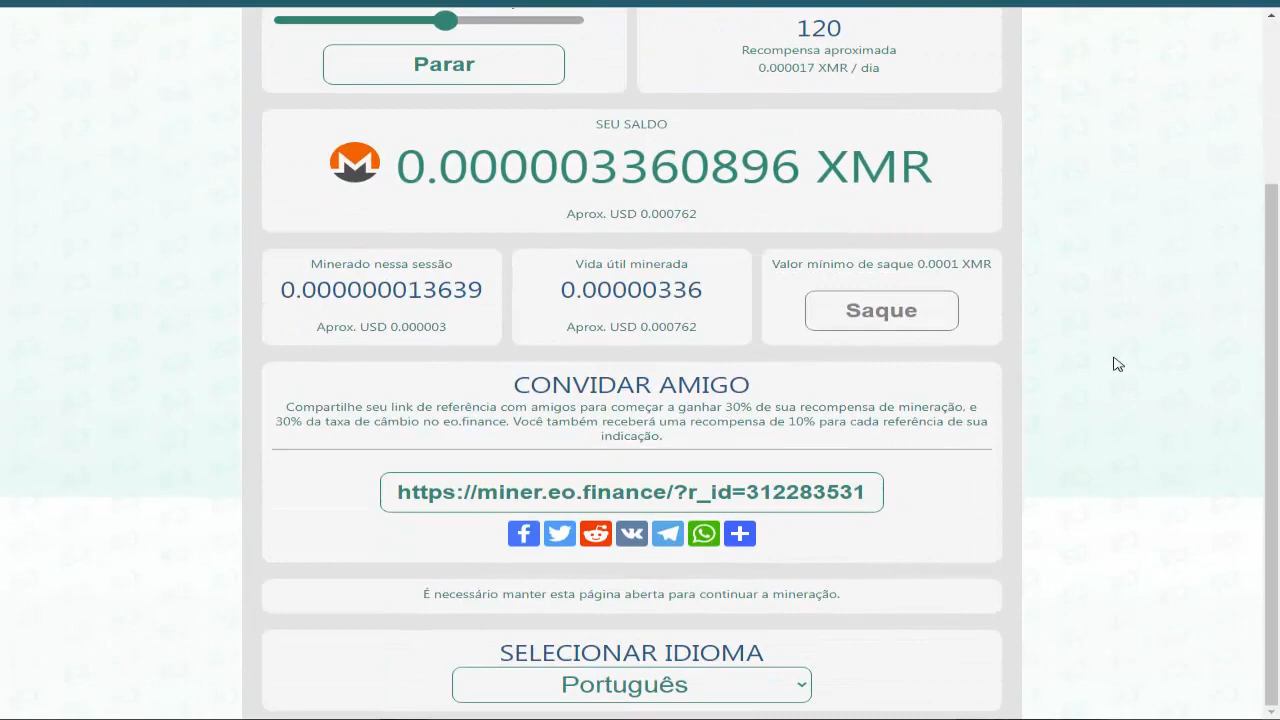 120
Recompensa aproximada
0.000017 XMR / dia
Parar
SEU SALDO
0.000003360896 XMR
Aprox. USD 0.000762
Minerado nessa sessão
0.000000013639
Aprox. USD 0.000003
Vida útil minerada
0.00000336
Aprox. USD 0.000762
Valor mínimo de saque 0.0001 XMR
Saque
CONVIDAR AMIGO
Compartilhe seu link de referência com amigos para começar a ganhar 30% de sua recompensa de mineração, e
30% da taxa de câmbio no eo.finance. Você também receberá uma recompensa de 10% para cada referência de sua
indicação.
https://miner.eo.finance/?r_id=312283531
É necessário manter esta página aberta para continuar a mineração.
SELECIONAR IDIOMA
Português